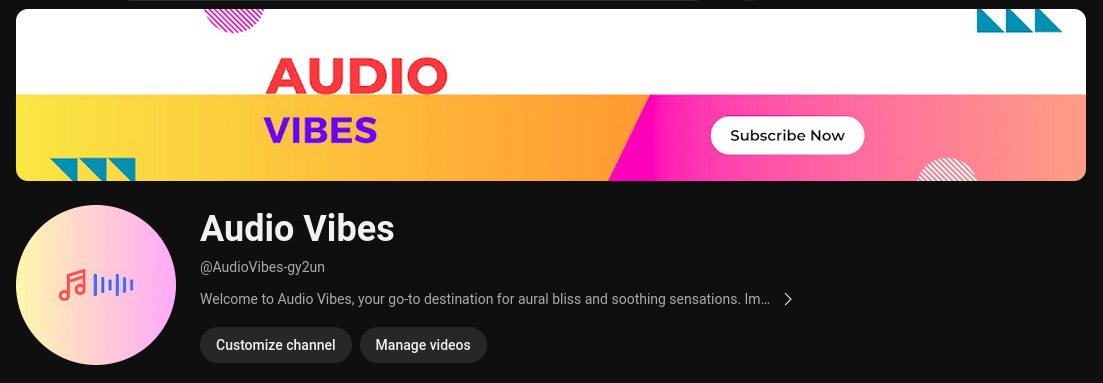 AUDIO
VIBES
Subscribe Now
Audio Vibes
@AudioVibes-gy2un
Welcome to Audio Vibes, your go-to destination for aural bliss and soothing sensations. Im...
Customize channel
Manage videos